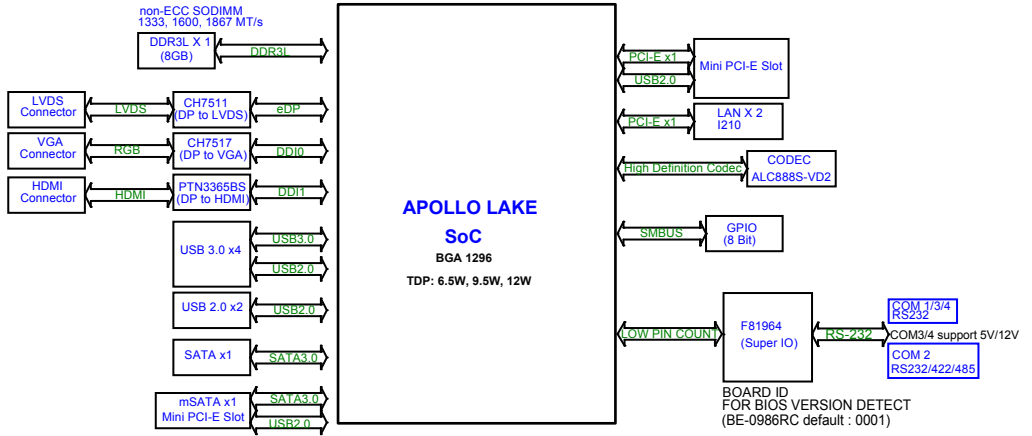 non-ECC SODIMM
1333, 1600, 1867 MT/s
DDR3L X 1
(8GB)
DDR3L
LVDS
Connector
LVDS
CH7511
(DP to LVDS)
eDP
VGA
Connector
RGB
CH7517
(DP to VGA)
DDI0
HDMI
Connector
HDMI
PTN3365BS
(DP to HDMI)
DDI1
USB 3.0 x4
USB3.0
USB2.0
USB 2.0 x2
USB2.0
SATA x1
SATA3.0
mSATA x1
Mini PCI-E Slot
SATA3.0
USB2.0
APOLLO LAKE
SoC
BGA 1296
TDP: 6.5W, 9.5W, 12W
PCI-E x1
USB2.0
Mini PCI-E Slot
PCI-E x1
LAN X 2
I210
High Definition Codec
CODEC
ALC888S-VD2
SMBUS
GPIO
(8 Bit)
LOW PIN COUNT
F81964
(Super IO)
RS-232
COM 1/3/4
RS232
COM3/4 support 5V/12V
COM 2
RS232/422/485
BOARD ID
FOR BIOS VERSION DETECT
(BE-0986RC default : 0001)